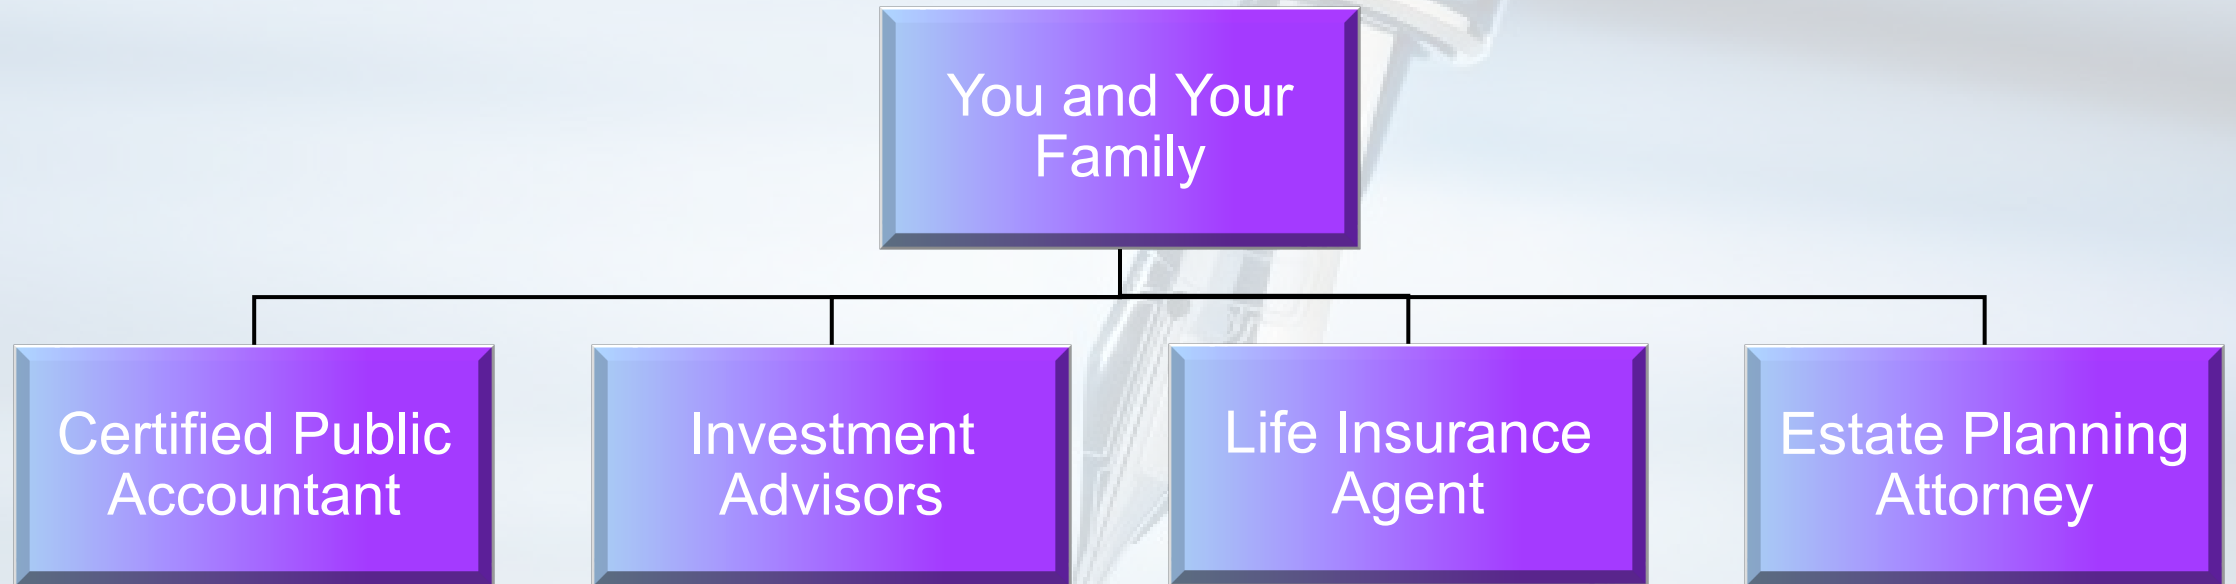 You and Your
Family
Certified Public
Accountant
Investment
Advisors
Life Insurance
Agent
Estate Planning
Attorney